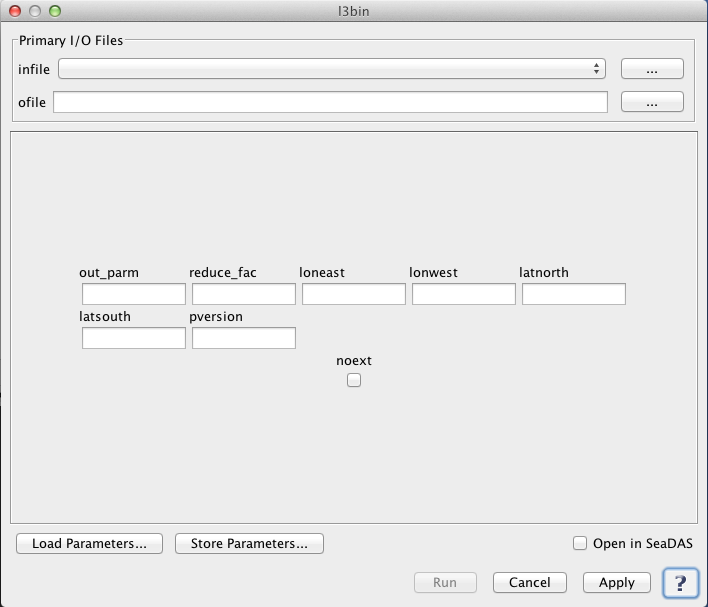 l3bin
Primary I/O Files
infile ...
ofile ...
out_parm reduce_fac loneast lonwest latnorth
latsouth pversion
noext
Load Parameters... Store Parameters... Open in SeaDAS
Run Cancel Apply ?